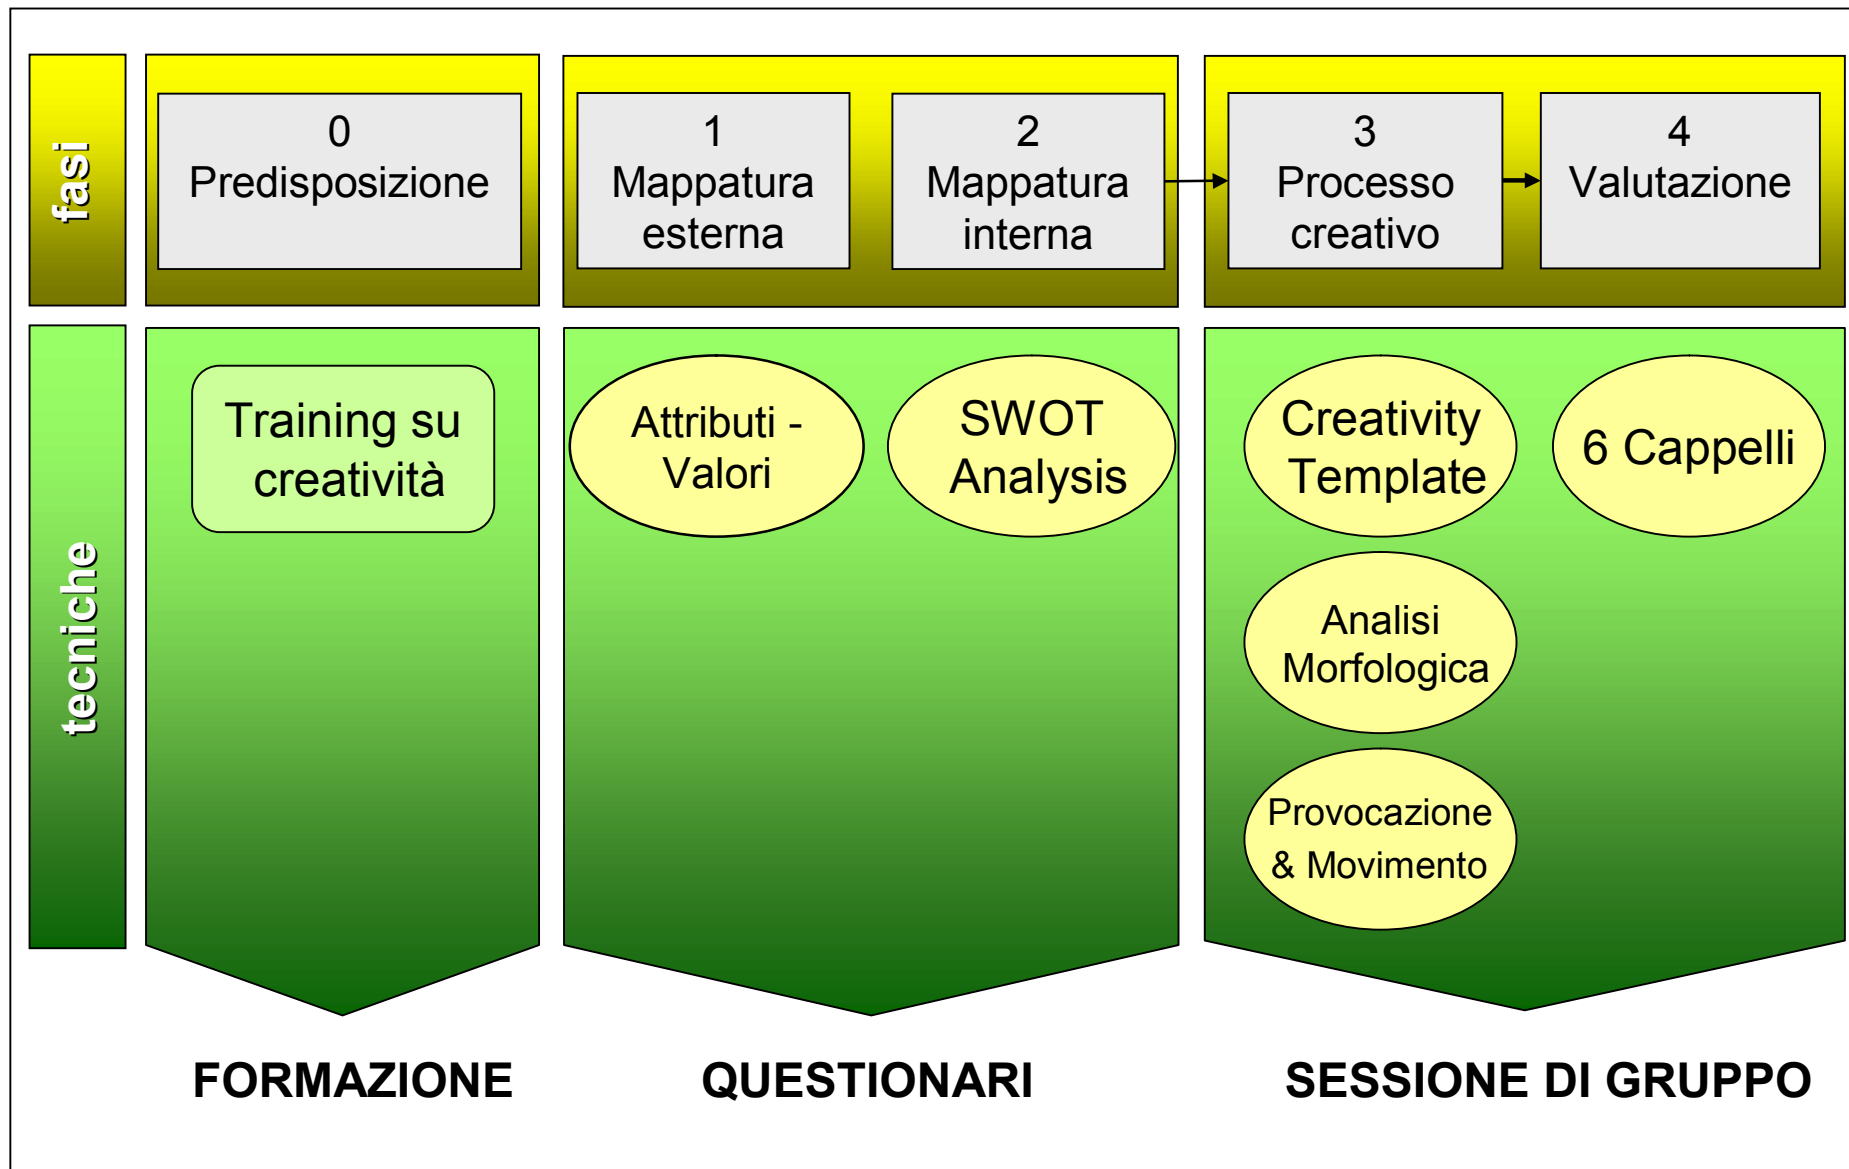 fasi
0
Predisposizione
1
Mappatura
esterna
2
Mappatura
interna
3
Processo
creativo
4
Valutazione
tecniche
Training su
creatività
Attributi -
Valori
SWOT
Analysis
Creativity
Template
6 Cappelli
Analisi
Morfologica
Provocazione
& Movimento
FORMAZIONE
QUESTIONARI
SESSIONE DI GRUPPO